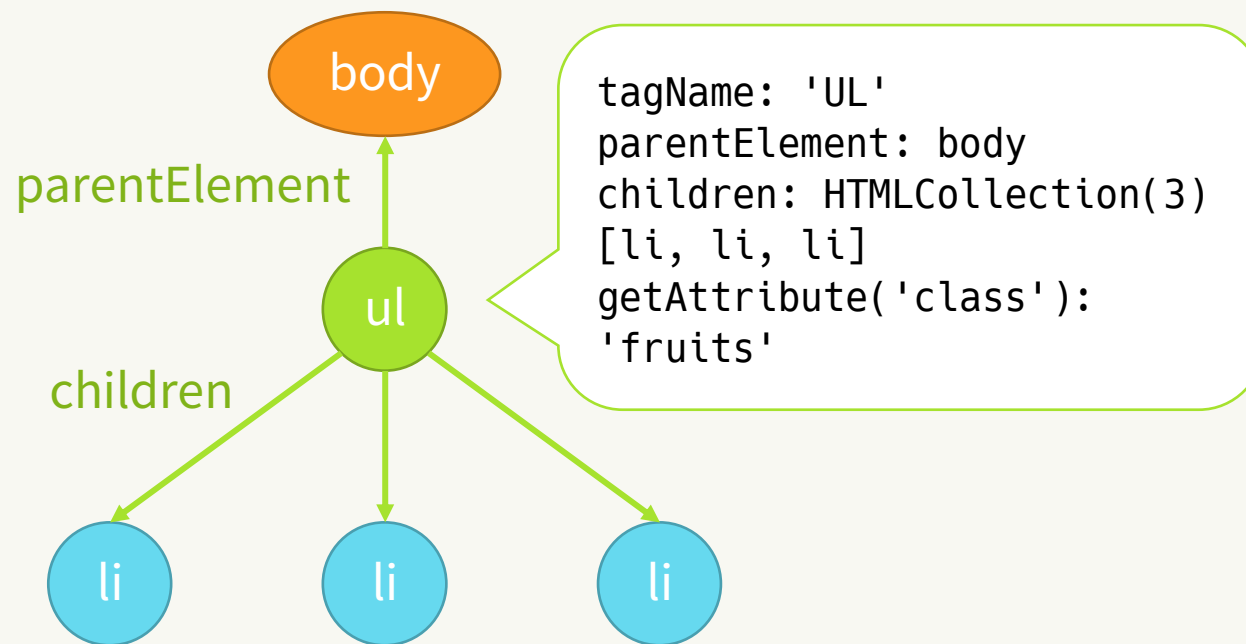 body
tagName: 'UL'
parentElement: body
children: HTMLCollection(3)
[li, li, li]
getAttribute('class'):
'fruits'
parentElement
ul
children
li
li
li